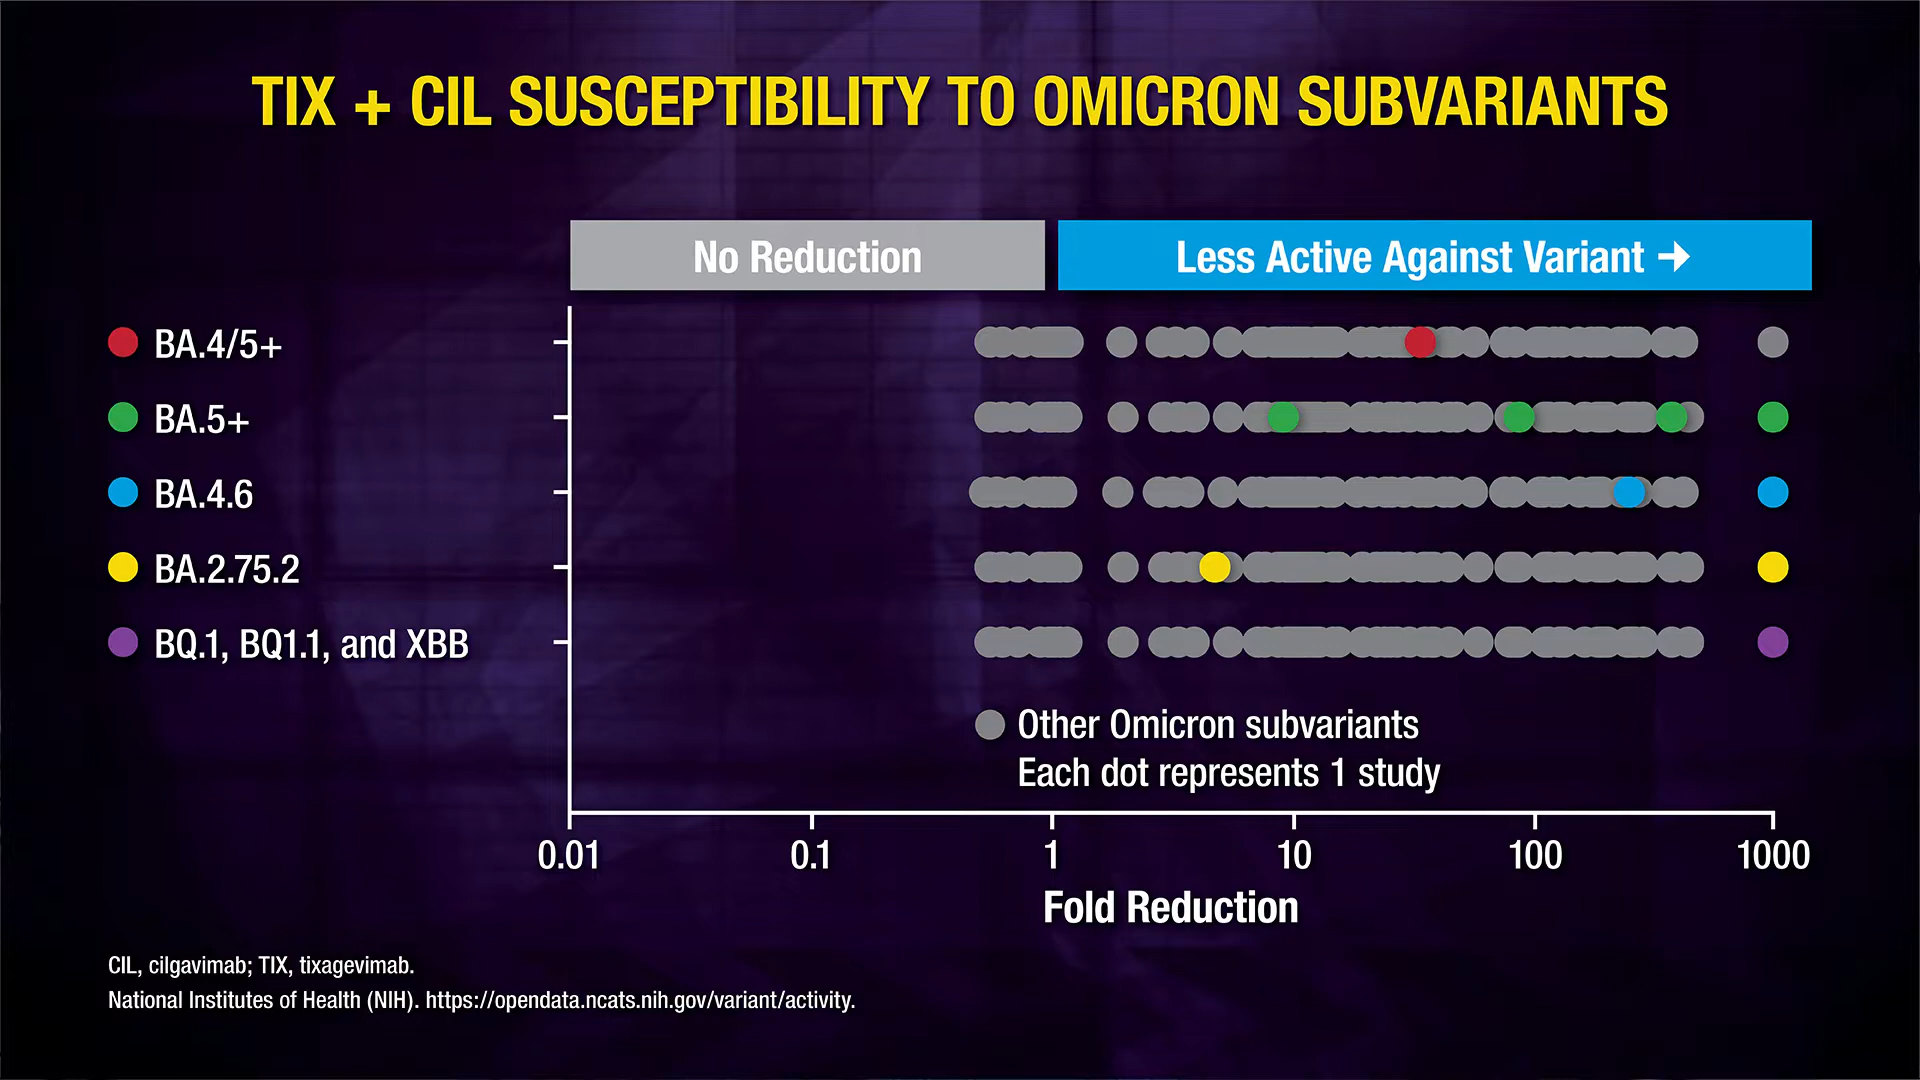 TIX + CIL SUSCEPTIBILITY TO OMICRON SUBVARIANTS
No Reduction
Less Active Against Variant →
BA.4/5+
BA.5+
BA.4.6
BA.2.75.2
BQ.1, BQ1.1, and XBB
Other Omicron subvariants
Each dot represents 1 study
0.01 0.1 1 10 100 1000
Fold Reduction
CIL, cilgavimab; TIX, tixagevimab.
National Institutes of Health (NIH). https://opendata.ncats.nih.gov/variant/activity.